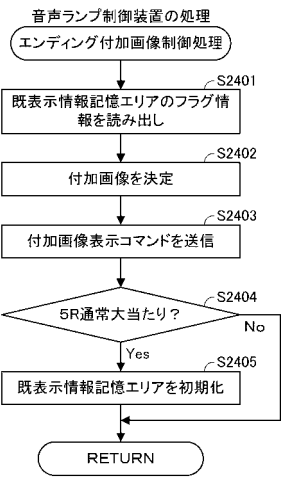 音声ランプ制御装置の処理
エンディング付加画像制御処理
S2401
既表示情報記憶エリアのフラグ情
報を読み出し
S2402
付加画像を決定
S2403
付加画像表示コマンドを送信
S2404
5R通常大当たり？
No
Yes
S2405
既表示情報記憶エリアを初期化
RETURN